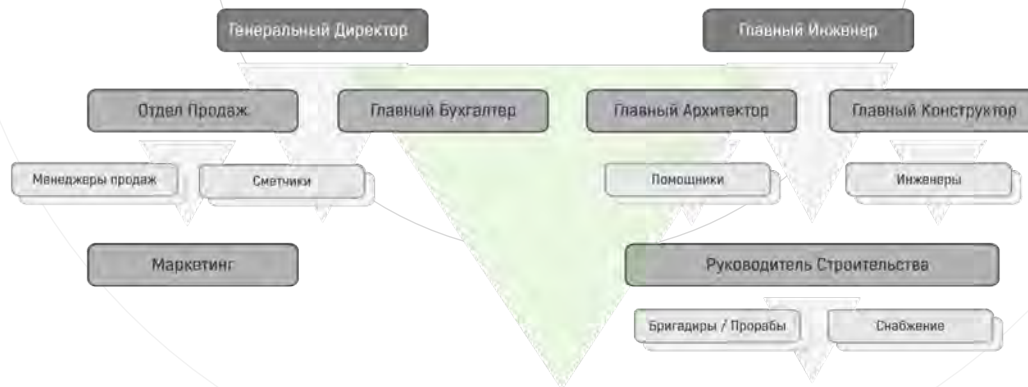 Генеральный Директор
Главный Инженер
Отдел Продаж
Главный Бухгалтер
Главный Архитектор
Главный Конструктор
Менеджеры продаж
Сметчики
Помощники
Инженеры
Маркетинг
Руководитель Строительства
Бригадиры / Прорабы
Снабжение